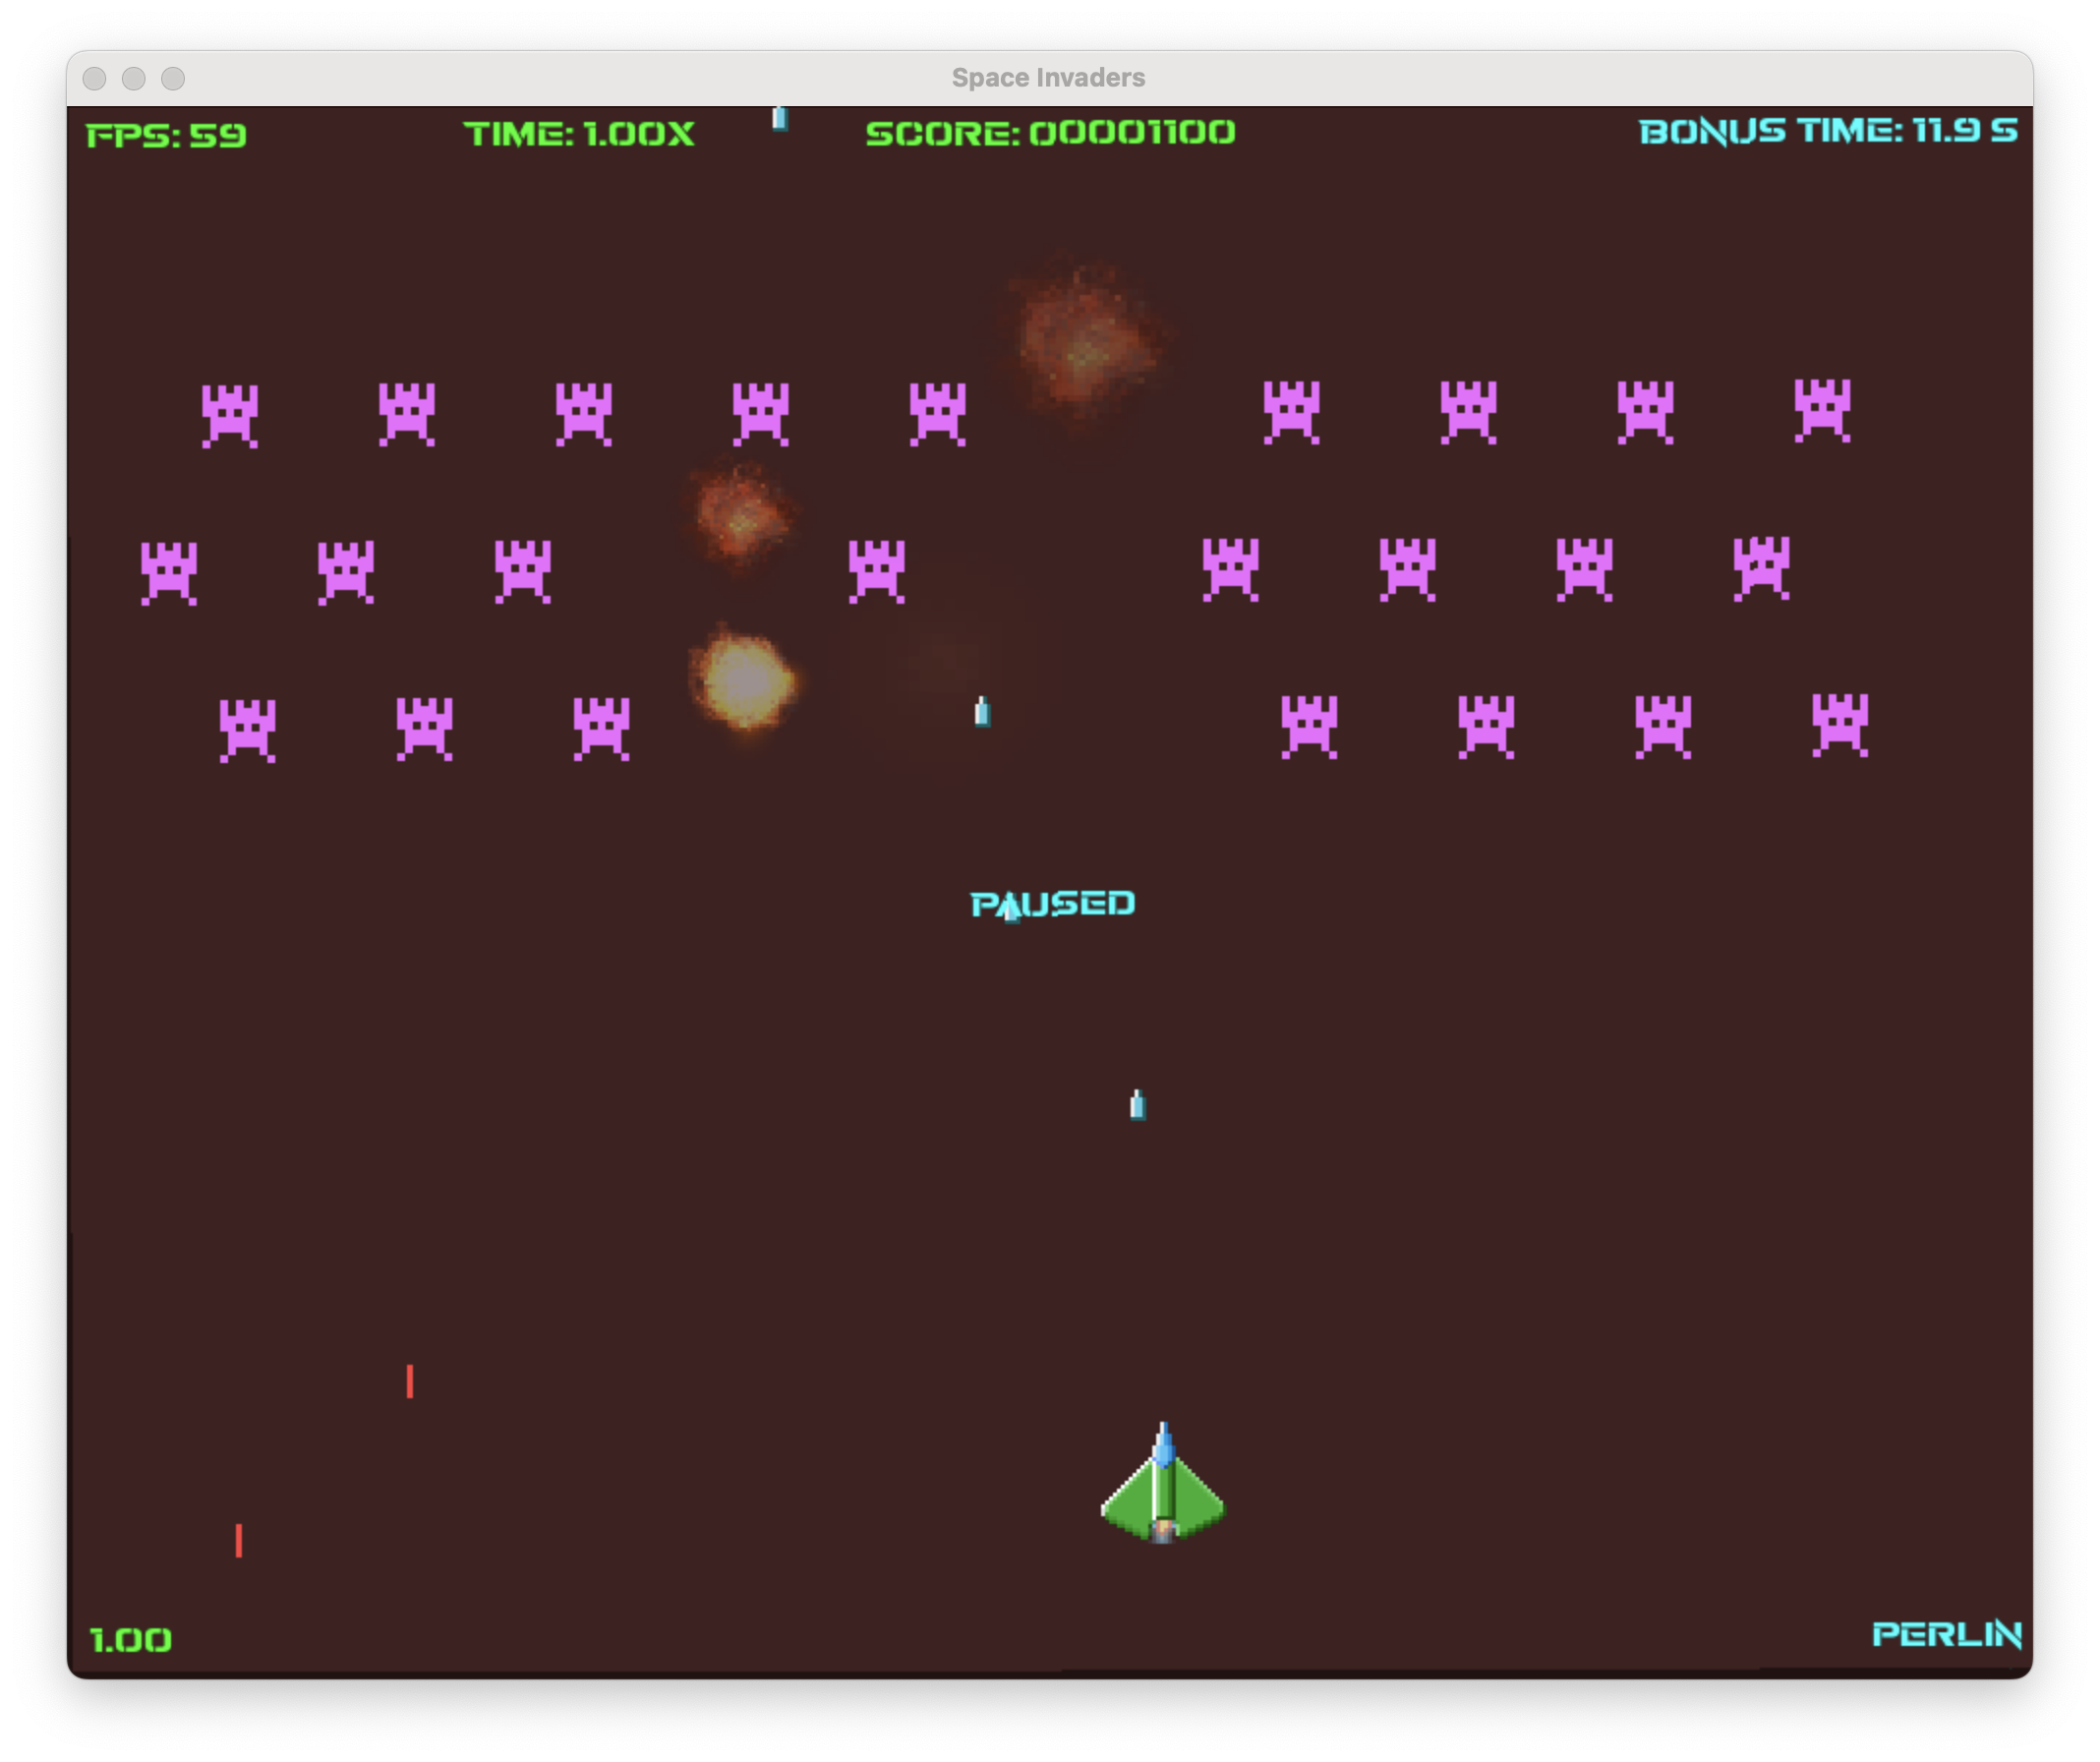 Space Invaders
FPS: 59 TIME: 1.00X SCORE: 00001100 BONUS TIME: 11.9 S
PAUSED
1.00 PERLIN